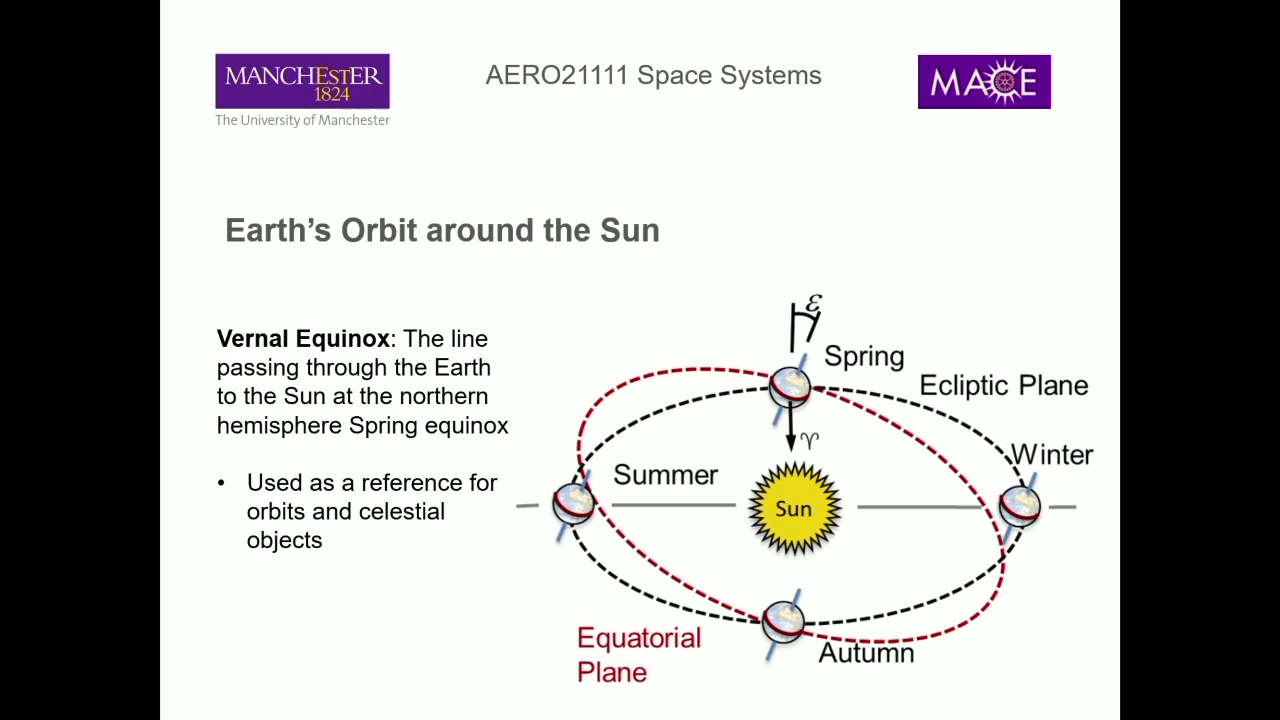 MANCHESTER
1824
The University of Manchester
AERO21111 Space Systems
MACE
Earth's Orbit around the Sun
Vernal Equinox: The line
passing through the Earth
to the Sun at the northern
hemisphere Spring equinox
• Used as a reference for
orbits and celestial
objects
ε
Spring
Ecliptic Plane
♈
Winter
Summer
Sun
Equatorial
Plane
Autumn